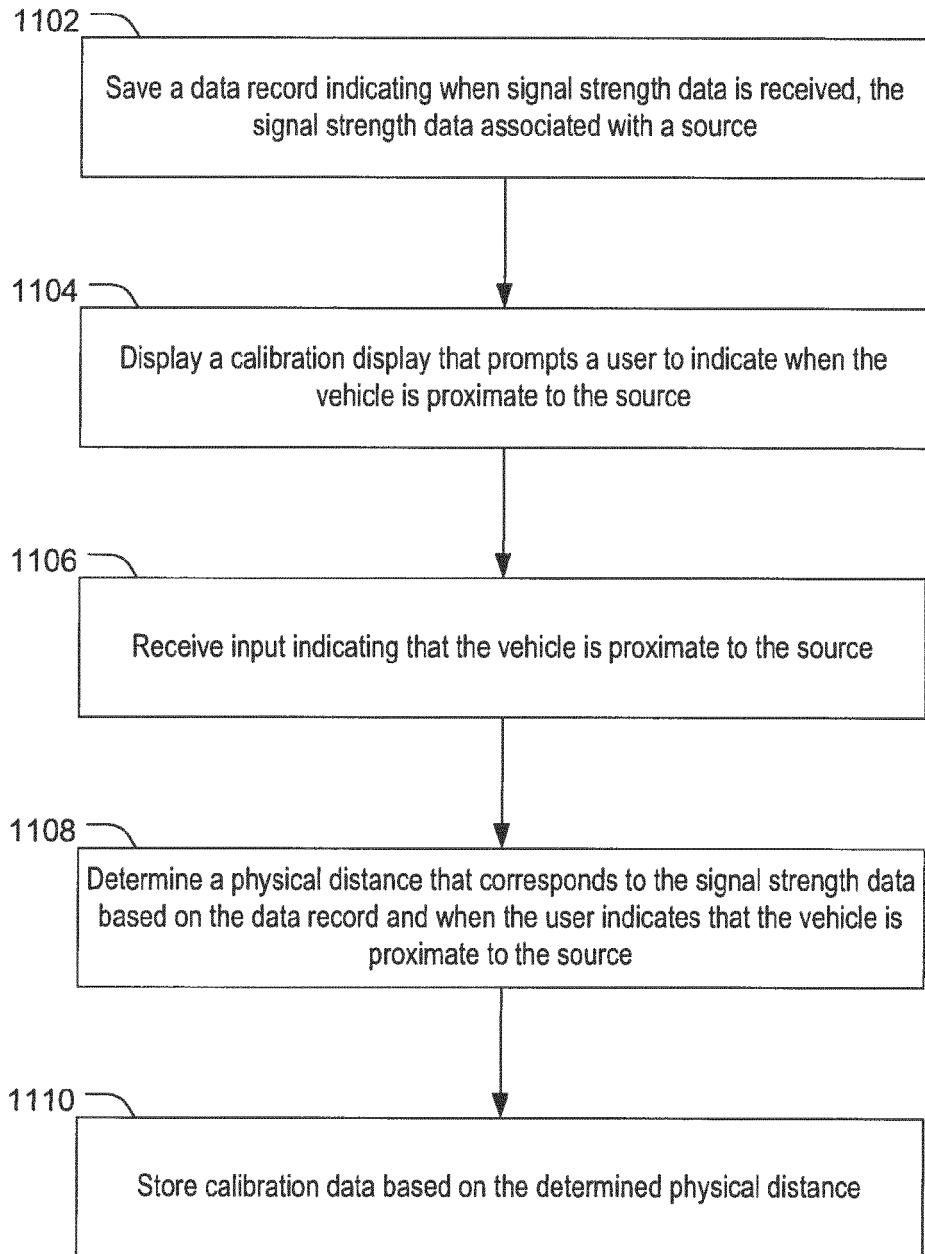 1102
Save a data record indicating when signal strength data is received, the
signal strength data associated with a source
1104
Display a calibration display that prompts a user to indicate when the
vehicle is proximate to the source
1106
Receive input indicating that the vehicle is proximate to the source
1108
Determine a physical distance that corresponds to the signal strength data
based on the data record and when the user indicates that the vehicle is
proximate to the source
1110
Store calibration data based on the determined physical distance